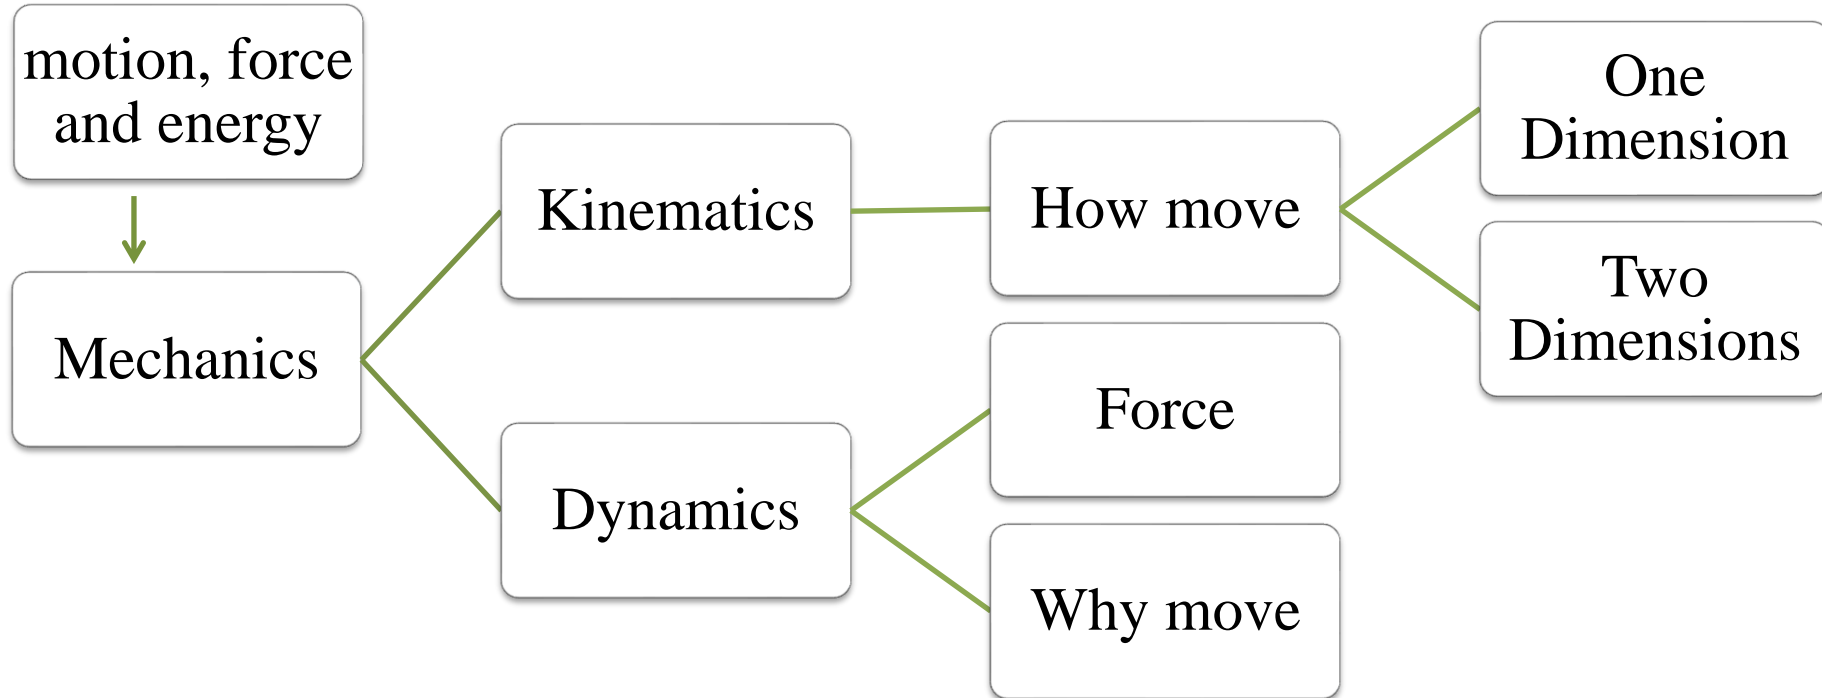 motion, force
and energy
Mechanics
Kinematics
Dynamics
How move
Force
Why move
One
Dimension
Two
Dimensions